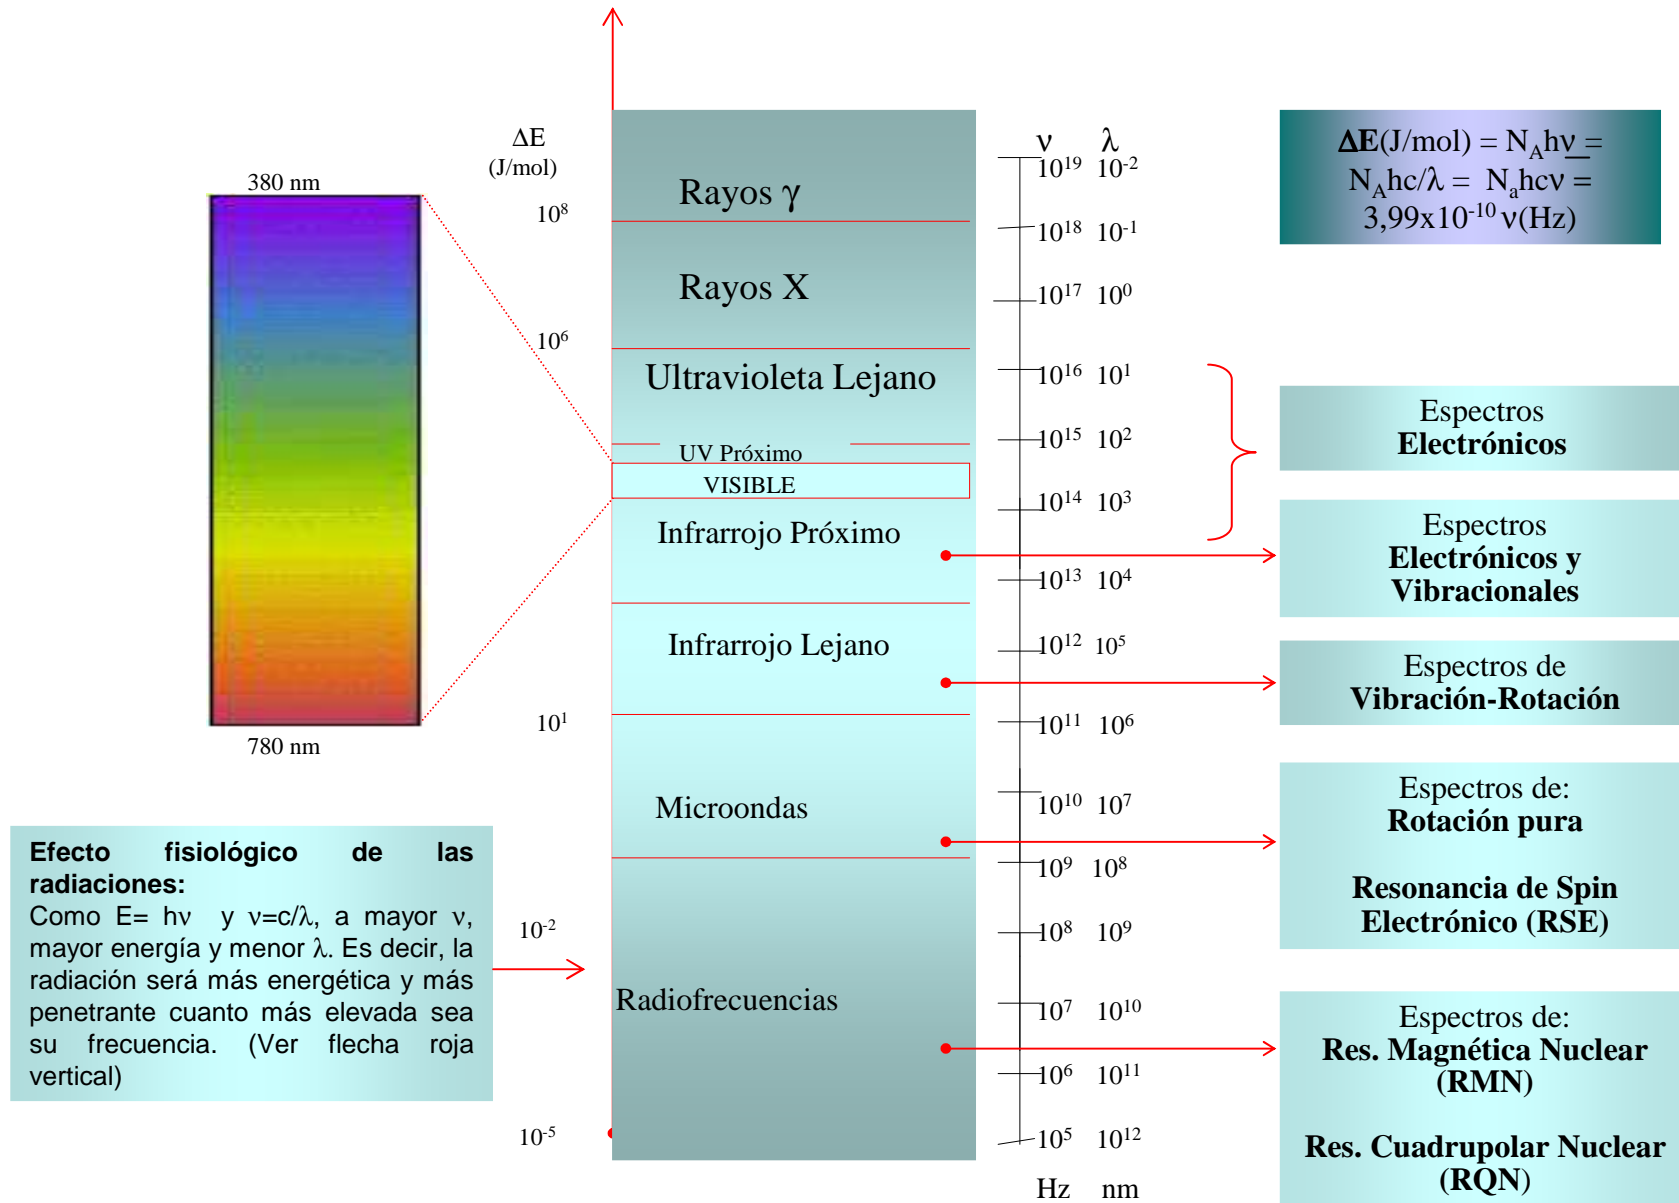 ΔE
(J/mol)
380 nm
780 nm
10⁸
10⁶
10¹
10⁻²
10⁻⁵
Rayos γ
Rayos X
Ultravioleta Lejano
UV Próximo
VISIBLE
Infrarrojo Próximo
Infrarrojo Lejano
Microondas
Radiofrecuencias
ν λ
10¹⁹ 10⁻²
10¹⁸ 10⁻¹
10¹⁷ 10⁰
10¹⁶ 10¹
10¹⁵ 10²
10¹⁴ 10³
10¹³ 10⁴
10¹² 10⁵
10¹¹ 10⁶
10¹⁰ 10⁷
10⁹ 10⁸
10⁸ 10⁹
10⁷ 10¹⁰
10⁶ 10¹¹
10⁵ 10¹²
Hz nm
ΔE(J/mol) = N_Ahν =
N_Ahc/λ = N_ahcν̅ =
3,99x10⁻¹⁰ ν(Hz)
Espectros
Electrónicos
Espectros
Electrónicos y
Vibracionales
Espectros de
Vibración-Rotación
Espectros de:
Rotación pura
Resonancia de Spin
Electrónico (RSE)
Espectros de:
Res. Magnética Nuclear
(RMN)
Res. Cuadrupolar Nuclear
(RQN)
Efecto fisiológico de las
radiaciones:
Como E= hν y ν=c/λ, a mayor ν,
mayor energía y menor λ. Es decir, la
radiación será más energética y más
penetrante cuanto más elevada sea
su frecuencia. (Ver flecha roja
vertical)